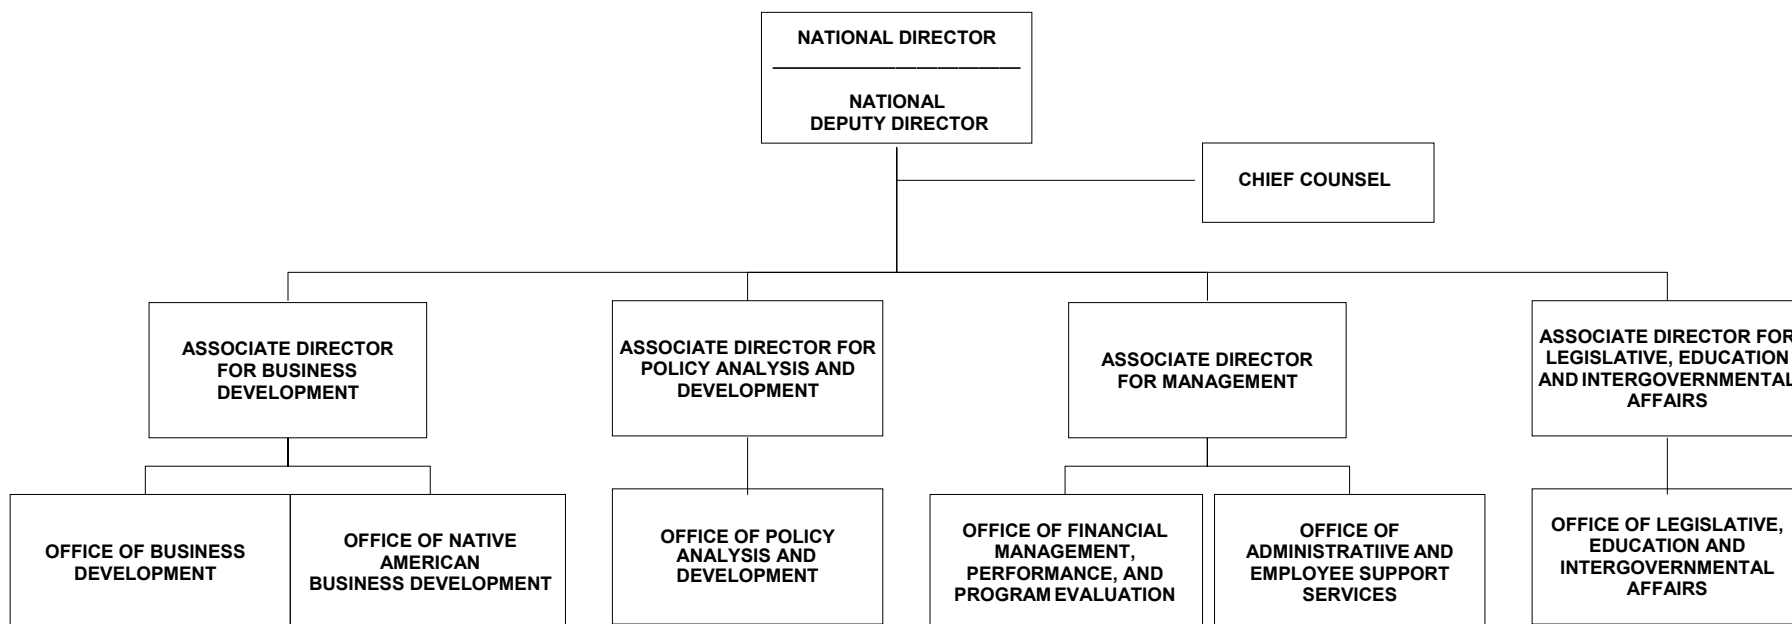 NATIONAL DIRECTOR
NATIONAL
DEPUTY DIRECTOR
CHIEF COUNSEL
ASSOCIATE DIRECTOR
FOR BUSINESS
DEVELOPMENT
ASSOCIATE DIRECTOR FOR
POLICY ANALYSIS AND
DEVELOPMENT
ASSOCIATE DIRECTOR
FOR MANAGEMENT
ASSOCIATE DIRECTOR FOR
LEGISLATIVE, EDUCATION
AND INTERGOVERNMENTAL
AFFAIRS
OFFICE OF BUSINESS
DEVELOPMENT
OFFICE OF NATIVE
AMERICAN
BUSINESS DEVELOPMENT
OFFICE OF POLICY
ANALYSIS AND
DEVELOPMENT
OFFICE OF FINANCIAL
MANAGEMENT,
PERFORMANCE, AND
PROGRAM EVALUATION
OFFICE OF
ADMINISTRATIIVE AND
EMPLOYEE SUPPORT
SERVICES
OFFICE OF LEGISLATIVE,
EDUCATION AND
INTERGOVERNMENTAL
AFFAIRS